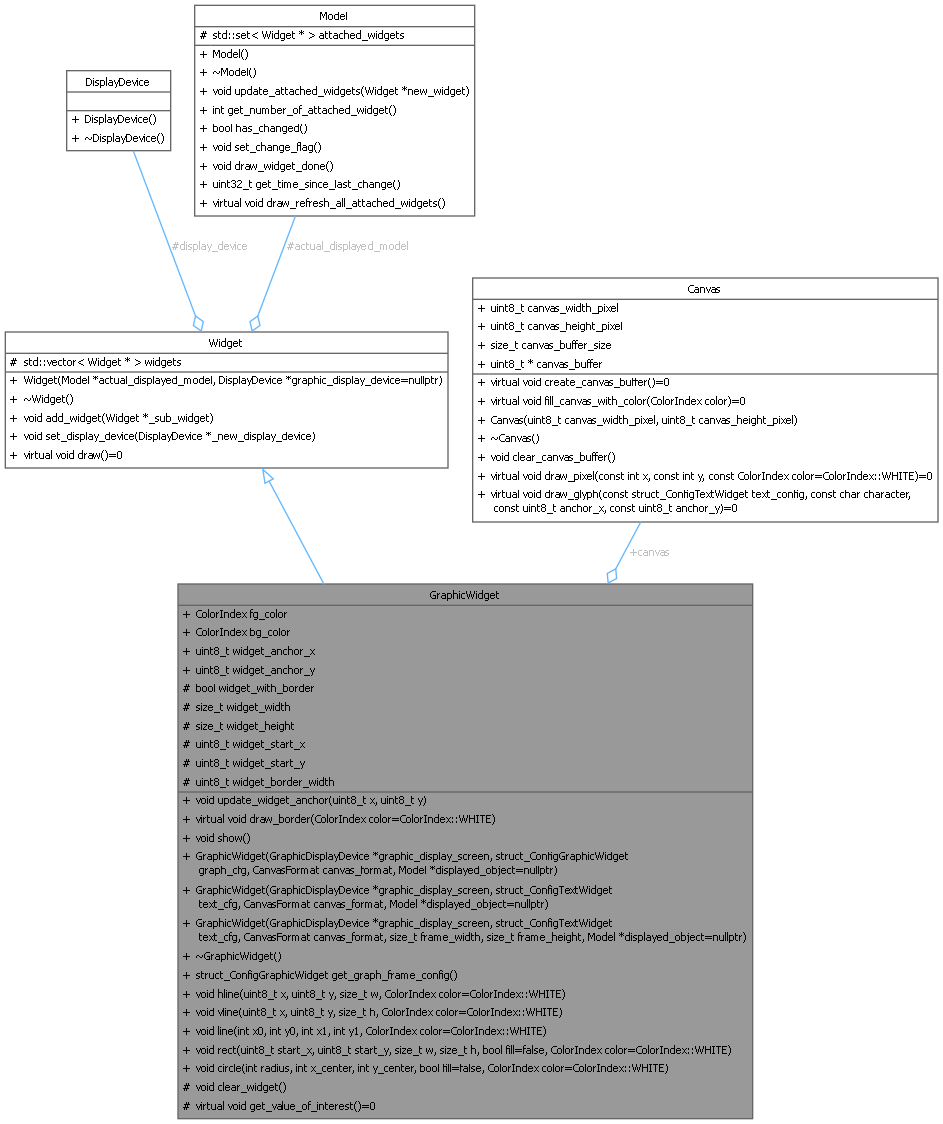 Model
# std::set< Widget * > attached_widgets
+ Model()
+ ~Model()
+ void update_attached_widgets(Widget *new_widget)
+ int get_number_of_attached_widget()
+ bool has_changed()
+ void set_change_flag()
+ void draw_widget_done()
+ uint32_t get_time_since_last_change()
+ virtual void draw_refresh_all_attached_widgets()
DisplayDevice
+ DisplayDevice()
+ ~DisplayDevice()
#display_device
#actual_displayed_model
Widget
# std::vector< Widget * > widgets
+ Widget(Model *actual_displayed_model, DisplayDevice *graphic_display_device=nullptr)
+ ~Widget()
+ void add_widget(Widget *_sub_widget)
+ void set_display_device(DisplayDevice *_new_display_device)
+ virtual void draw()=0
Canvas
+ uint8_t canvas_width_pixel
+ uint8_t canvas_height_pixel
+ size_t canvas_buffer_size
+ uint8_t * canvas_buffer
+ virtual void create_canvas_buffer()=0
+ virtual void fill_canvas_with_color(ColorIndex color)=0
+ Canvas(uint8_t canvas_width_pixel, uint8_t canvas_height_pixel)
+ ~Canvas()
+ void clear_canvas_buffer()
+ virtual void draw_pixel(const int x, const int y, const ColorIndex color=ColorIndex::WHITE)=0
+ virtual void draw_glyph(const struct_ConfigTextWidget text_config, const char character,
const uint8_t anchor_x, const uint8_t anchor_y)=0
+canvas
GraphicWidget
+ ColorIndex fg_color
+ ColorIndex bg_color
+ uint8_t widget_anchor_x
+ uint8_t widget_anchor_y
# bool widget_with_border
# size_t widget_width
# size_t widget_height
# uint8_t widget_start_x
# uint8_t widget_start_y
# uint8_t widget_border_width
+ void update_widget_anchor(uint8_t x, uint8_t y)
+ virtual void draw_border(ColorIndex color=ColorIndex::WHITE)
+ void show()
+ GraphicWidget(GraphicDisplayDevice *graphic_display_screen, struct_ConfigGraphicWidget
graph_cfg, CanvasFormat canvas_format, Model *displayed_object=nullptr)
+ GraphicWidget(GraphicDisplayDevice *graphic_display_screen, struct_ConfigTextWidget
text_cfg, CanvasFormat canvas_format, Model *displayed_object=nullptr)
+ GraphicWidget(GraphicDisplayDevice *graphic_display_screen, struct_ConfigTextWidget
text_cfg, CanvasFormat canvas_format, size_t frame_width, size_t frame_height, Model *displayed_object=nullptr)
+ ~GraphicWidget()
+ struct_ConfigGraphicWidget get_graph_frame_config()
+ void hline(uint8_t x, uint8_t y, size_t w, ColorIndex color=ColorIndex::WHITE)
+ void vline(uint8_t x, uint8_t y, size_t h, ColorIndex color=ColorIndex::WHITE)
+ void line(int x0, int y0, int x1, int y1, ColorIndex color=ColorIndex::WHITE)
+ void rect(uint8_t start_x, uint8_t start_y, size_t w, size_t h, bool fill=false, ColorIndex color=ColorIndex::WHITE)
+ void circle(int radius, int x_center, int y_center, bool fill=false, ColorIndex color=ColorIndex::WHITE)
# void clear_widget()
# virtual void get_value_of_interest()=0